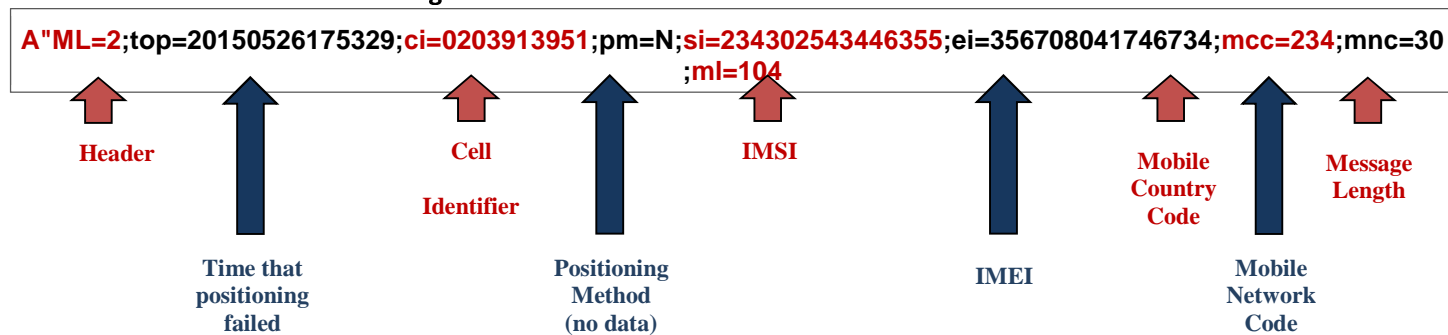 A"ML=2;top=20150526175329;ci=0203913951;pm=N;si=234302543446355;ei=356708041746734;mcc=234;mnc=30
;ml=104
Header
Cell
Identifier
IMSI
Mobile
Country
Code
Message
Length
Time that
positioning
failed
Positioning
Method
(no data)
IMEI
Mobile
Network
Code